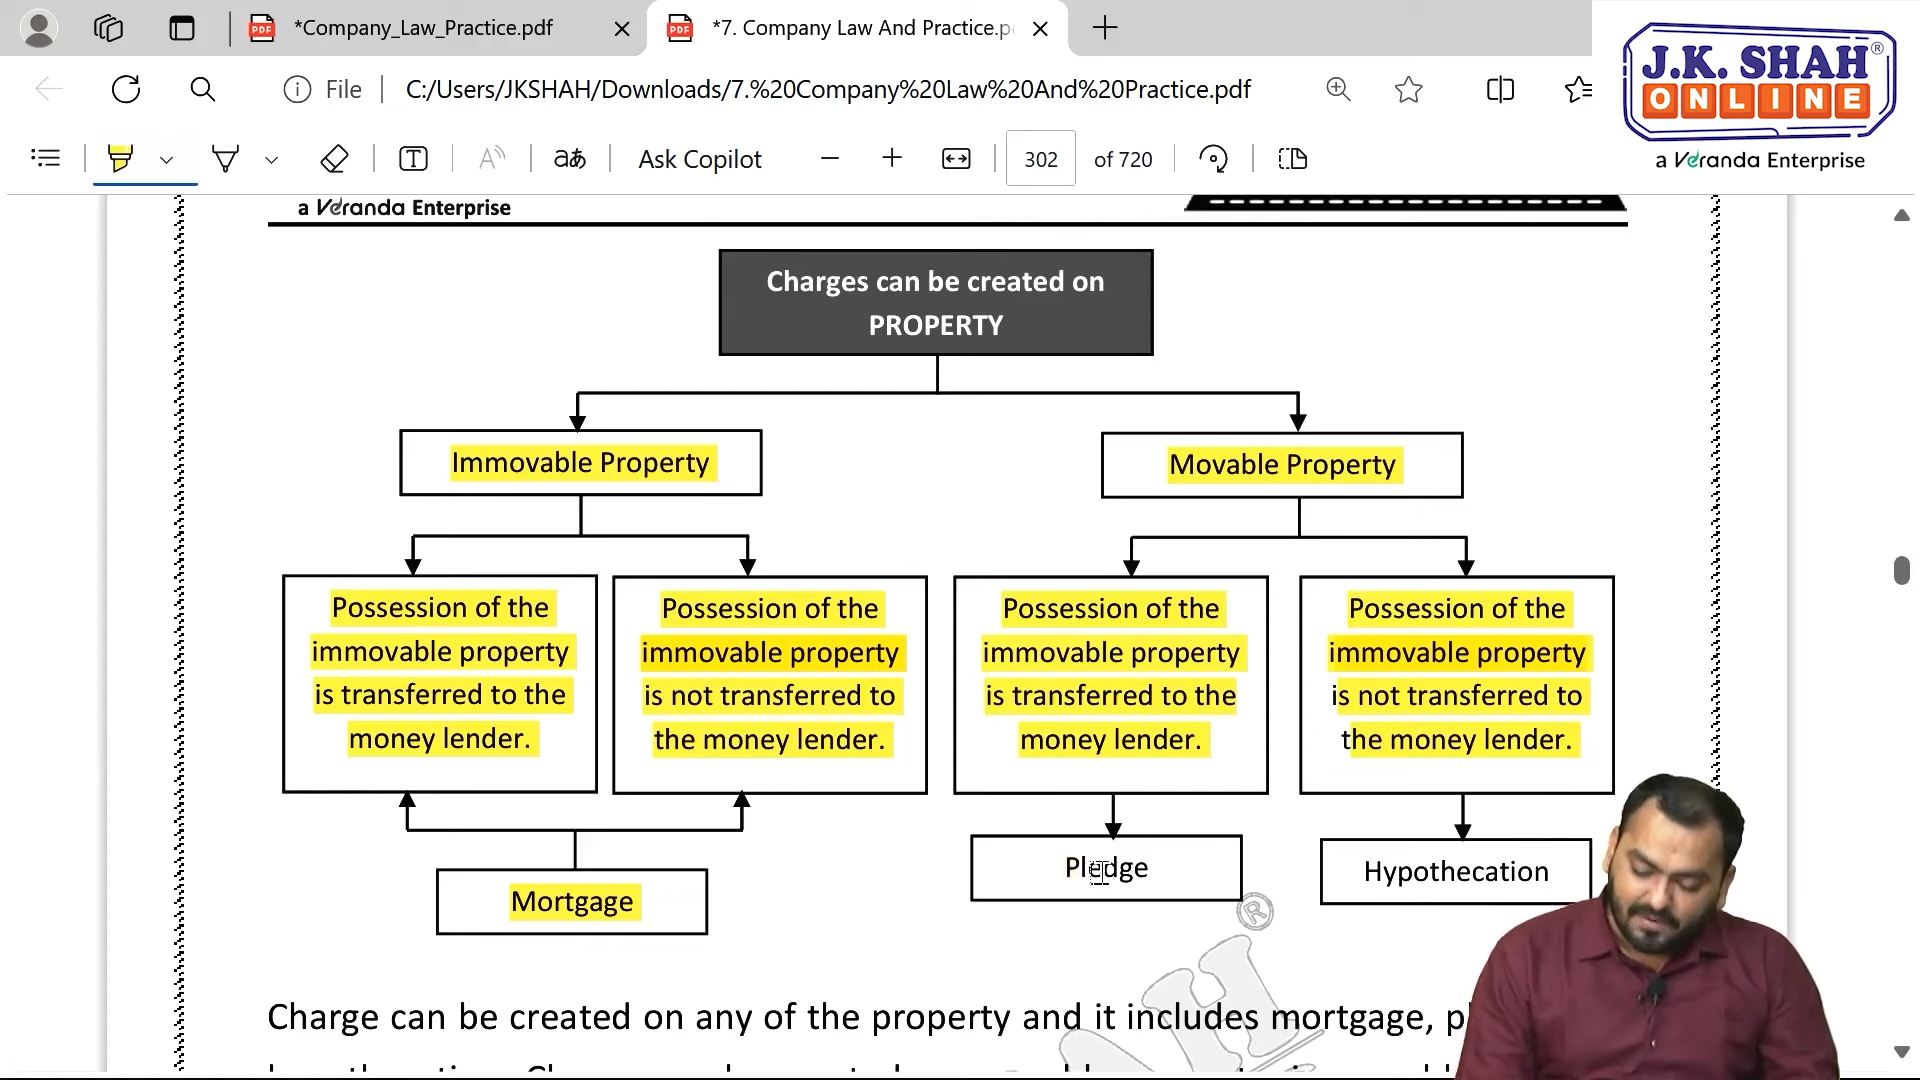 *Company_Law_Practice.pdf
*7. Company Law And Practice.p
File
C:/Users/JKSHAH/Downloads/7.%20Company%20Law%20And%20Practice.pdf
J.K. SHAH®
ONLINE
a Veranda Enterprise
Ask Copilot
302
of 720
a Veranda Enterprise
Charges can be created on
PROPERTY
Immovable Property
Movable Property
Possession of the
immovable property
is transferred to the
money lender.
Possession of the
immovable property
is not transferred to
the money lender.
Possession of the
immovable property
is transferred to the
money lender.
Possession of the
immovable property
is not transferred to
the money lender.
Mortgage
Pledge
Hypothecation
Charge can be created on any of the property and it includes mortgage,